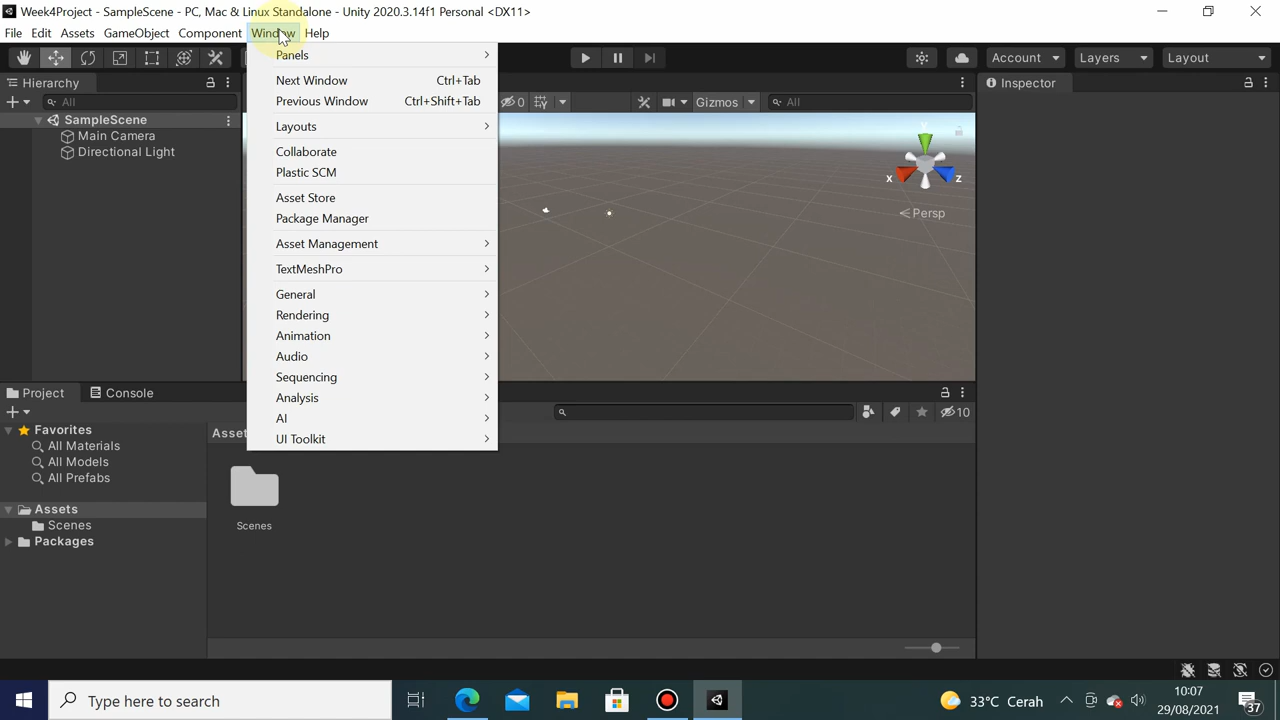 Week4Project - SampleScene - PC, Mac & Linux Standalone - Unity 2020.3.14f1 Personal <DX11>
File Edit Assets GameObject Component Window Help
Account Layers Layout
Hierarchy
All
SampleScene
Main Camera
Directional Light
Panels
Next Window Ctrl+Tab
Previous Window Ctrl+Shift+Tab
Layouts
Collaborate
Plastic SCM
Asset Store
Package Manager
Asset Management
TextMeshPro
General
Rendering
Animation
Audio
Sequencing
Analysis
AI
UI Toolkit
0 Gizmos All
y
x z
Persp
Inspector
Project Console
10
Favorites
All Materials
All Models
All Prefabs
Assets
Scenes
Packages
Asset
Scenes
Type here to search
33°C Cerah
10:07
29/08/2021
37